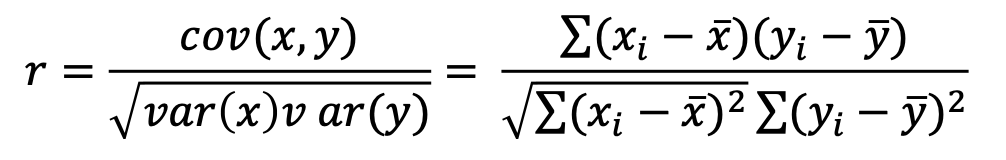 r = cov(x, y) / √var(x)v ar(y) = ∑(xᵢ − x̄)(yᵢ − ȳ) / √∑(xᵢ − x̄)² ∑(yᵢ − ȳ)²